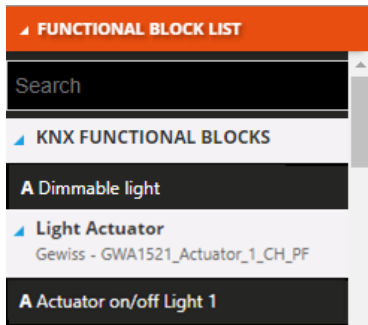 FUNCTIONAL BLOCK LIST
Search
KNX FUNCTIONAL BLOCKS
A Dimmable light
Light Actuator
Gewiss - GWA1521_Actuator_1_CH_PF
A Actuator on/off Light 1